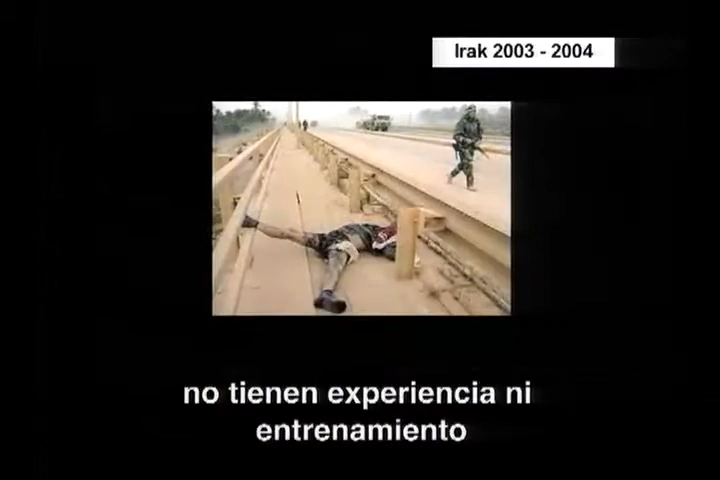 Irak 2003 - 2004
no tienen experiencia ni
entrenamiento